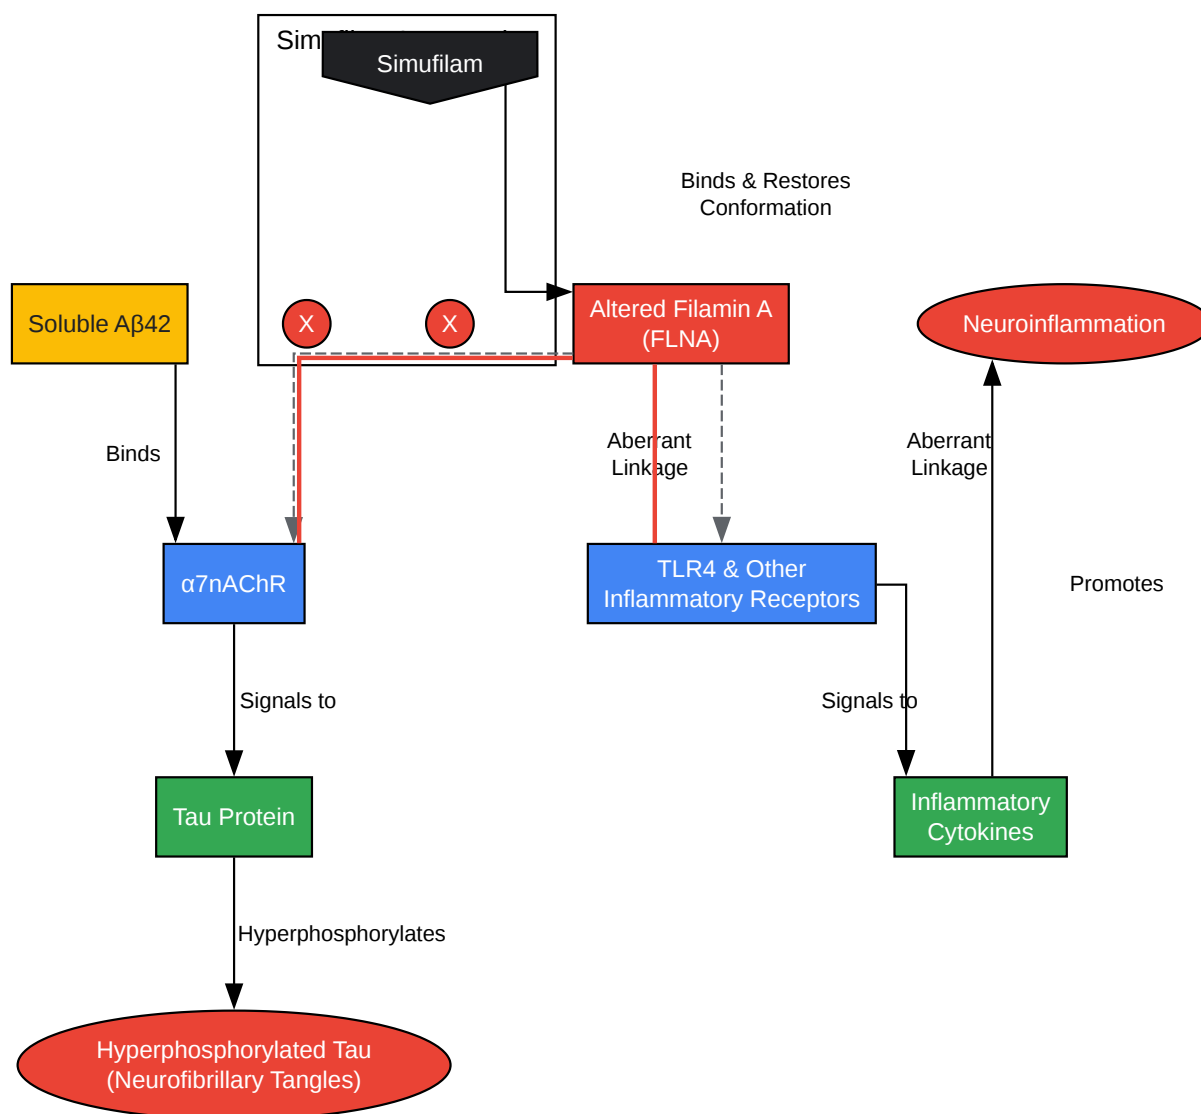 Simufilam
Binds & Restores
Conformation
Soluble Aβ42
X
X
Altered Filamin A
(FLNA)
Neuroinflammation
Binds
Aberrant
Linkage
Aberrant
Linkage
α7nAChR
TLR4 & Other
Inflammatory Receptors
Promotes
Signals to
Signals to
Tau Protein
Inflammatory
Cytokines
Hyperphosphorylates
Hyperphosphorylated Tau
(Neurofibrillary Tangles)